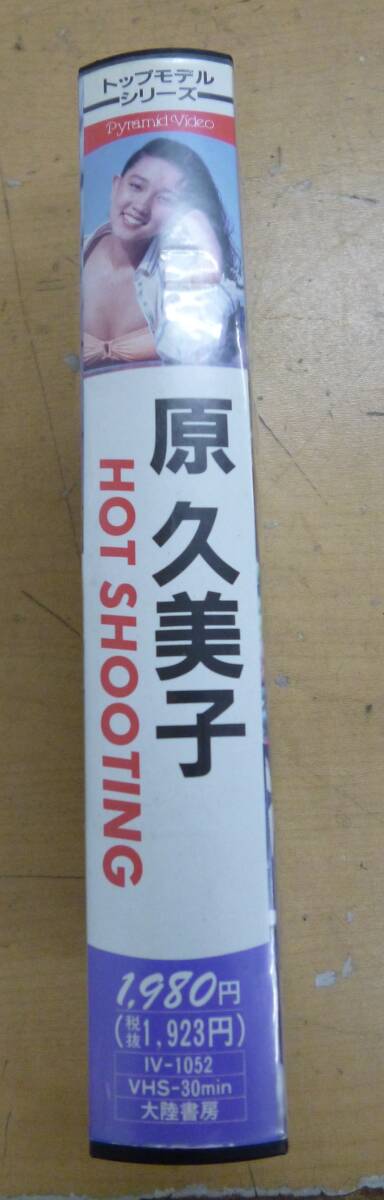 トップモデル
シリーズ
Pyramid Video
原 久美子
HOT SHOOTING
1,980円
(税抜1,923円)
IV-1052
VHS-30min
大陸書房